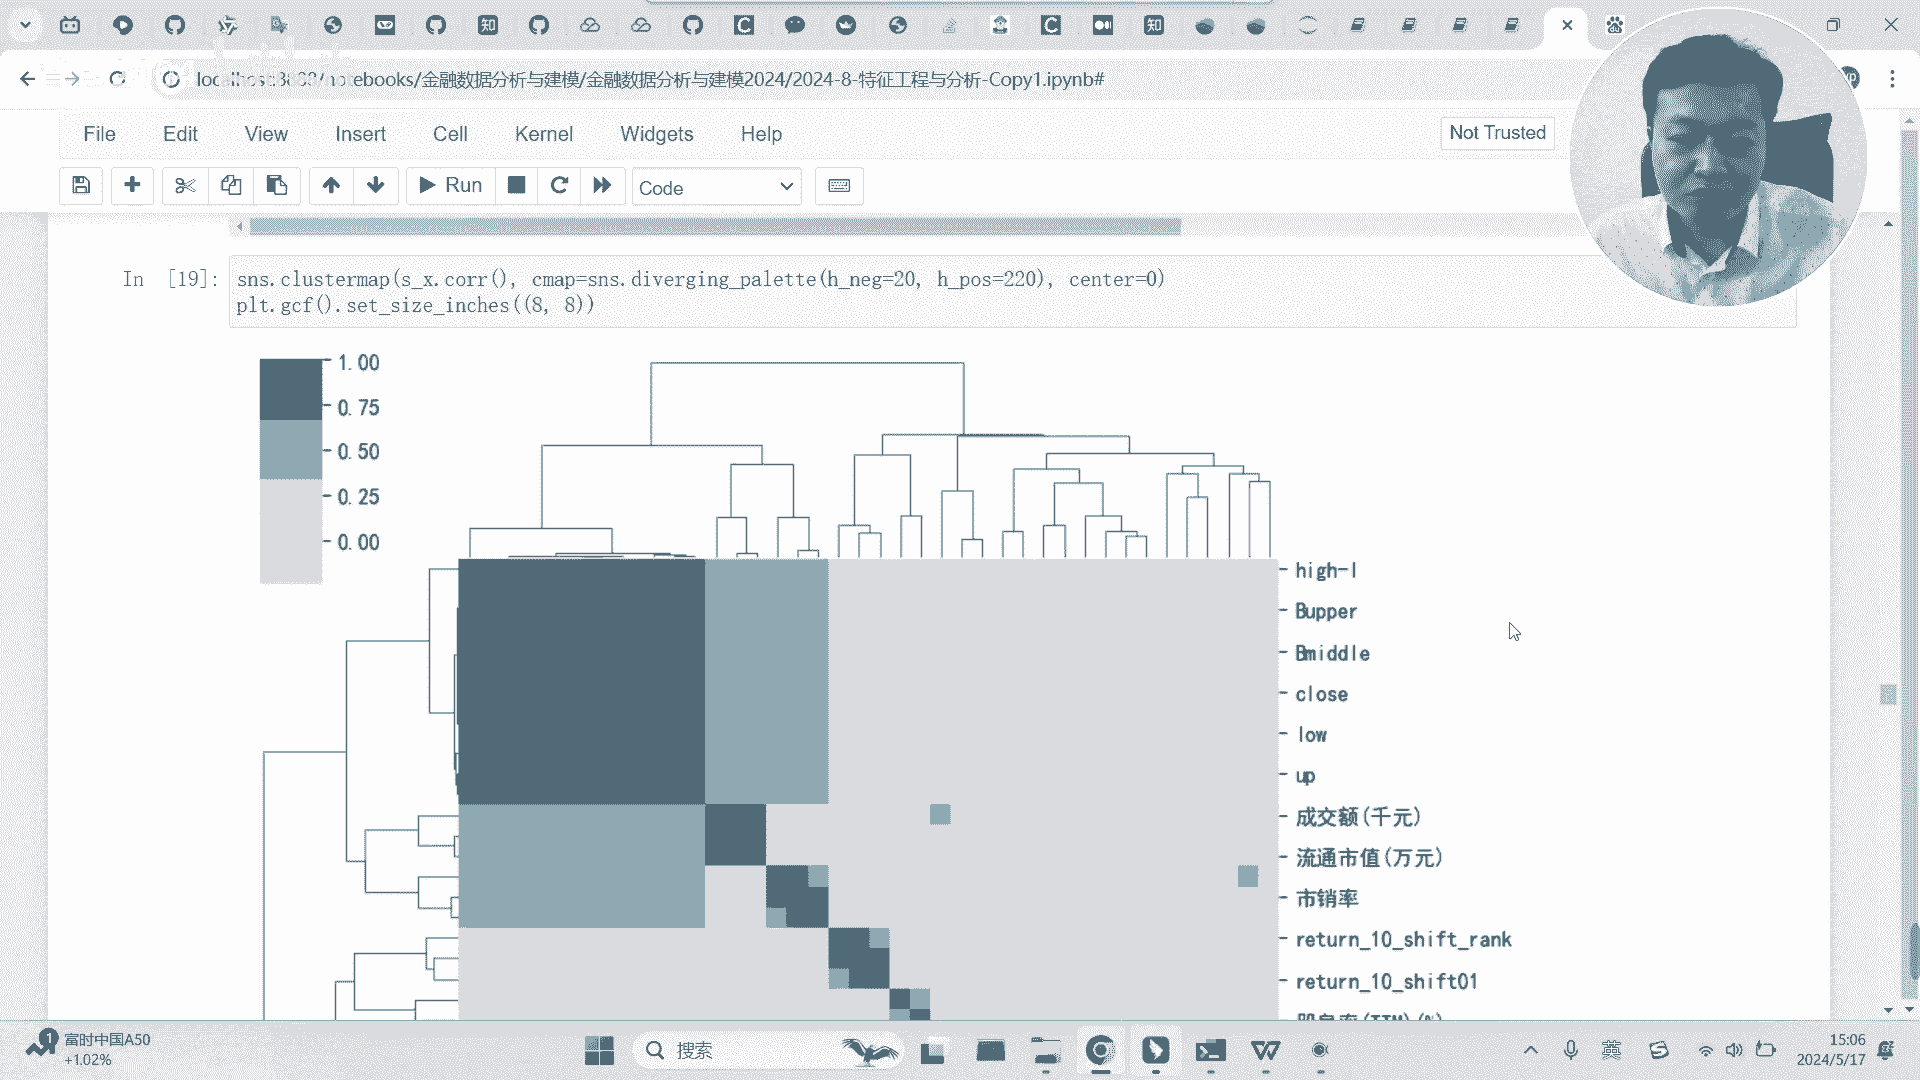 localhost:8888/notebooks/金融数据分析与建模/金融数据分析与建模2024/2024-8-特征工程与分析-Copy1.ipynb#
File Edit View Insert Cell Kernel Widgets Help
Not Trusted
Run
Code
In [19]:
sns.clustermap(s_x.corr(), cmap=sns.diverging_palette(h_neg=20, h_pos=220), center=0)
plt.gcf().set_size_inches((8, 8))
1.00
0.75
0.50
0.25
0.00
high-l
Bupper
Bmiddle
close
low
up
成交额(千元)
流通市值(万元)
市销率
return_10_shift_rank
return_10_shift01
富时中国A50
+1.02%
搜索
英
15:06
2024/5/17